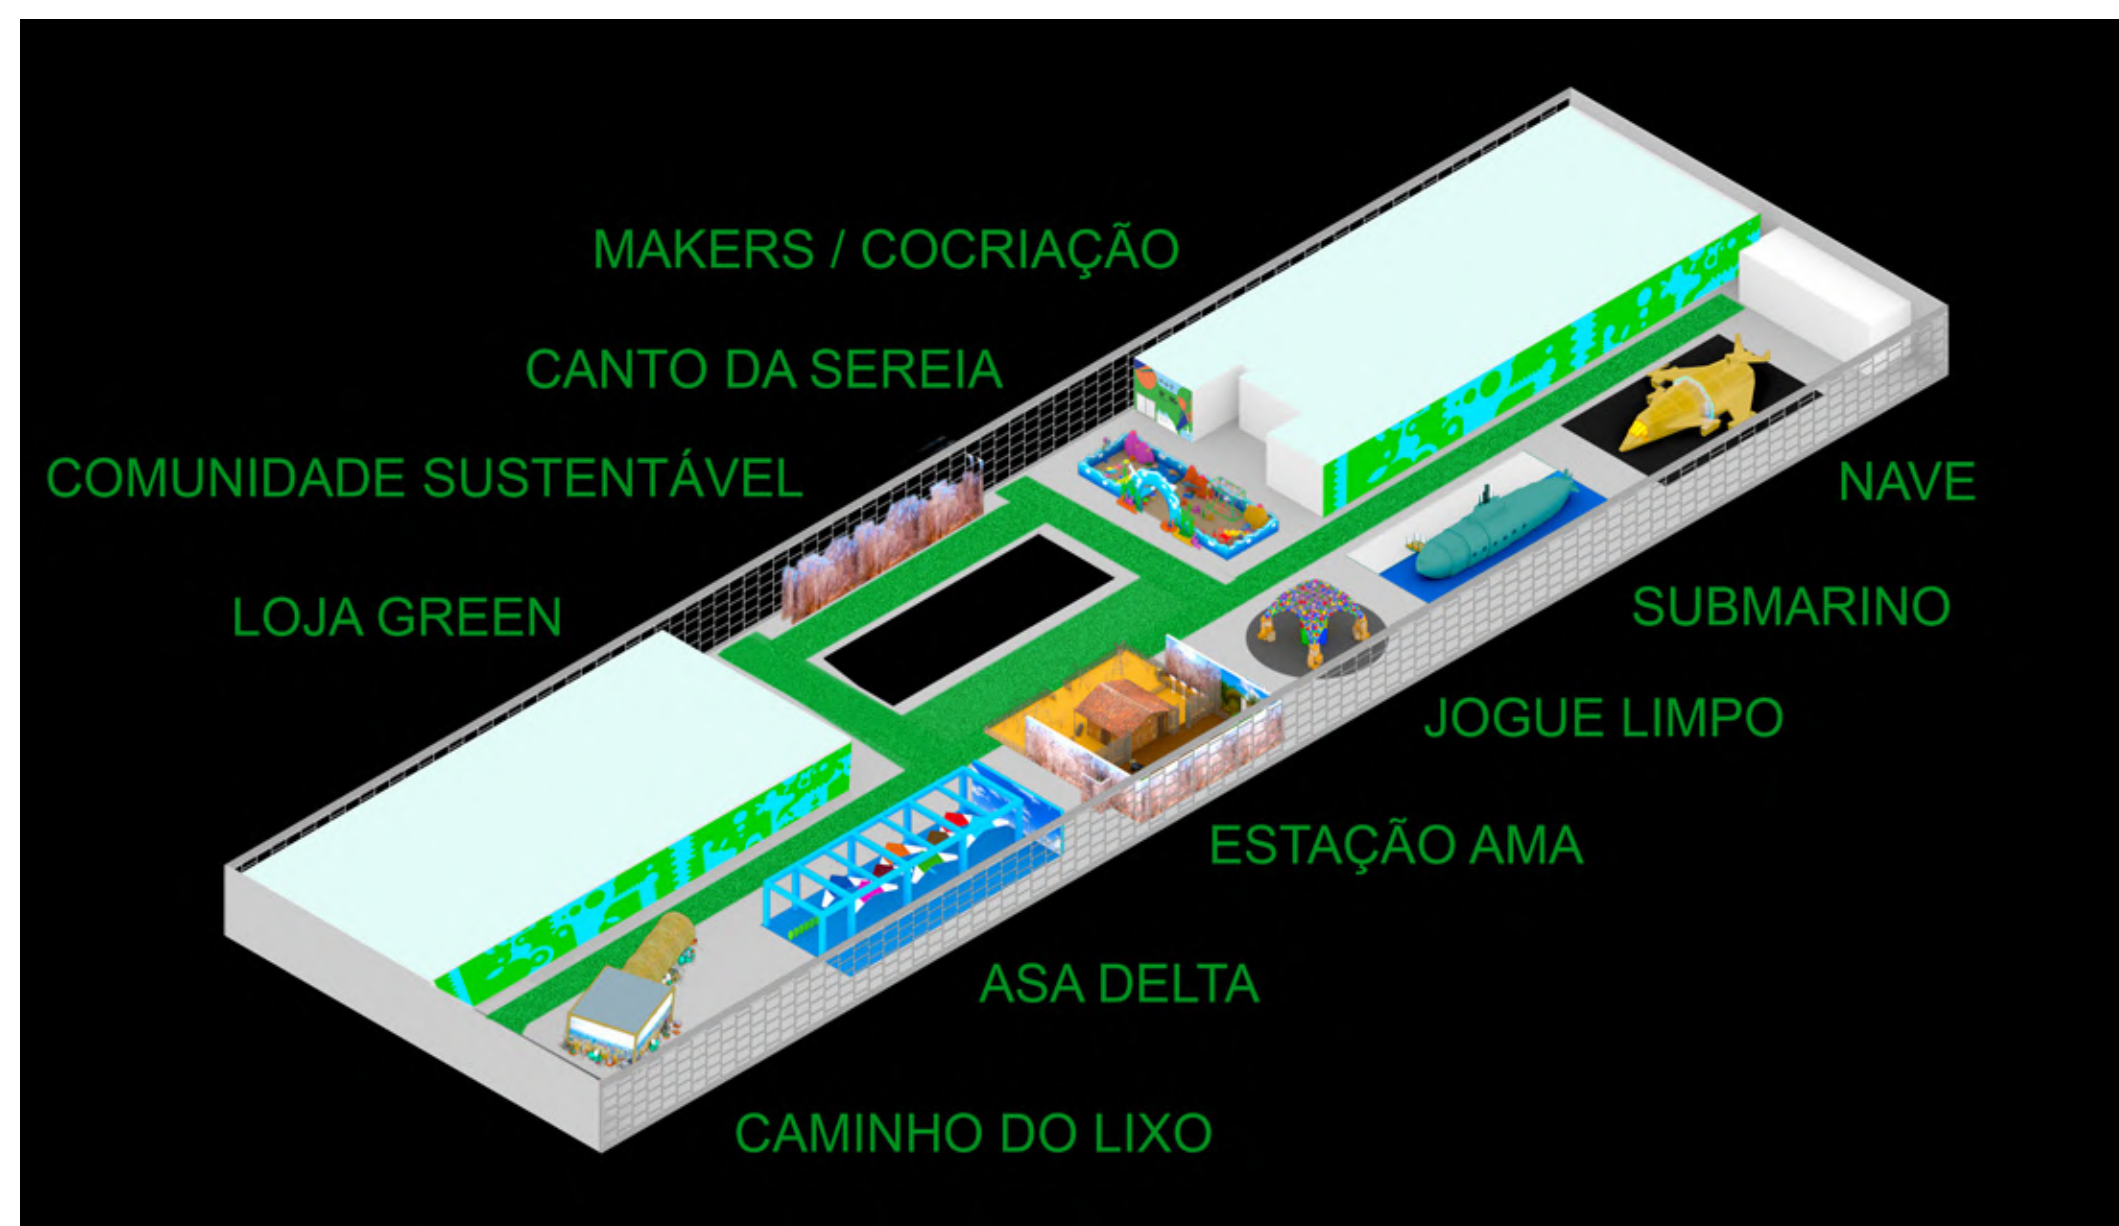 MAKERS / COCRIAÇÃO
CANTO DA SEREIA
COMUNIDADE SUSTENTÁVEL
LOJA GREEN
NAVE
SUBMARINO
JOGUE LIMPO
ESTAÇÃO AMA
ASA DELTA
CAMINHO DO LIXO